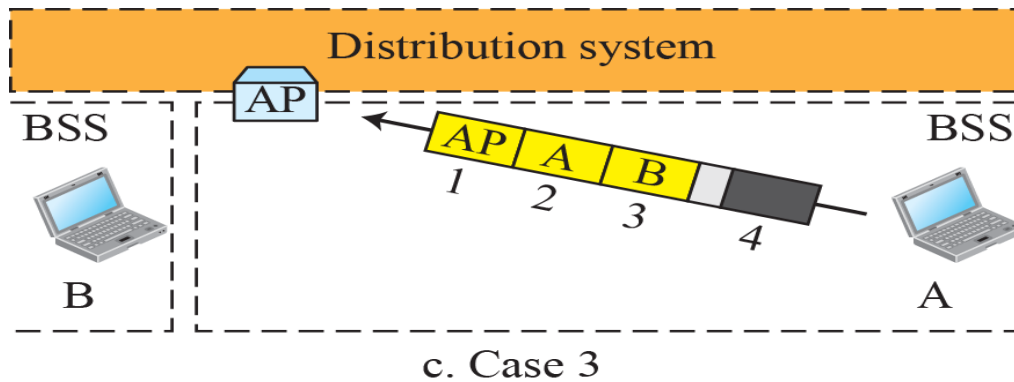 Distribution system
AP
BSS
BSS
AP A B
1 2 3 4
B
A
c. Case 3